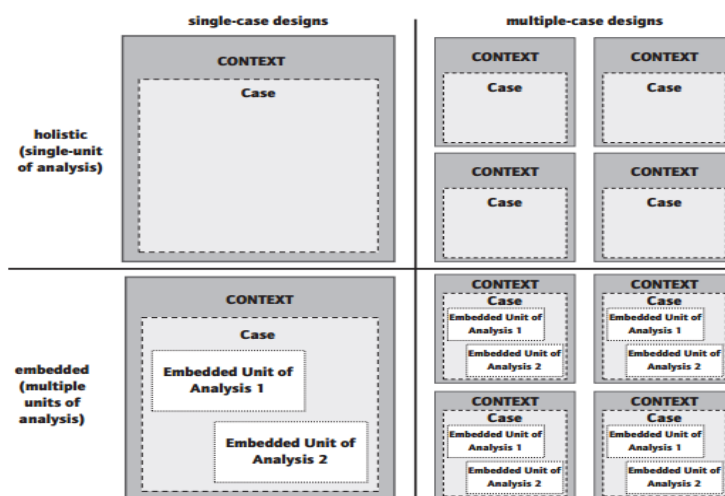 single-case designs
multiple-case designs
holistic
(single-unit
of analysis)
CONTEXT
Case
CONTEXT
Case
CONTEXT
Case
CONTEXT
Case
CONTEXT
Case
embedded
(multiple
units of
analysis)
CONTEXT
Case
Embedded Unit of
Analysis 1
Embedded Unit of
Analysis 2
CONTEXT
Case
Embedded Unit of
Analysis 1
Embedded Unit of
Analysis 2
CONTEXT
Case
Embedded Unit of
Analysis 1
Embedded Unit of
Analysis 2
CONTEXT
Case
Embedded Unit of
Analysis 1
Embedded Unit of
Analysis 2
CONTEXT
Case
Embedded Unit of
Analysis 1
Embedded Unit of
Analysis 2